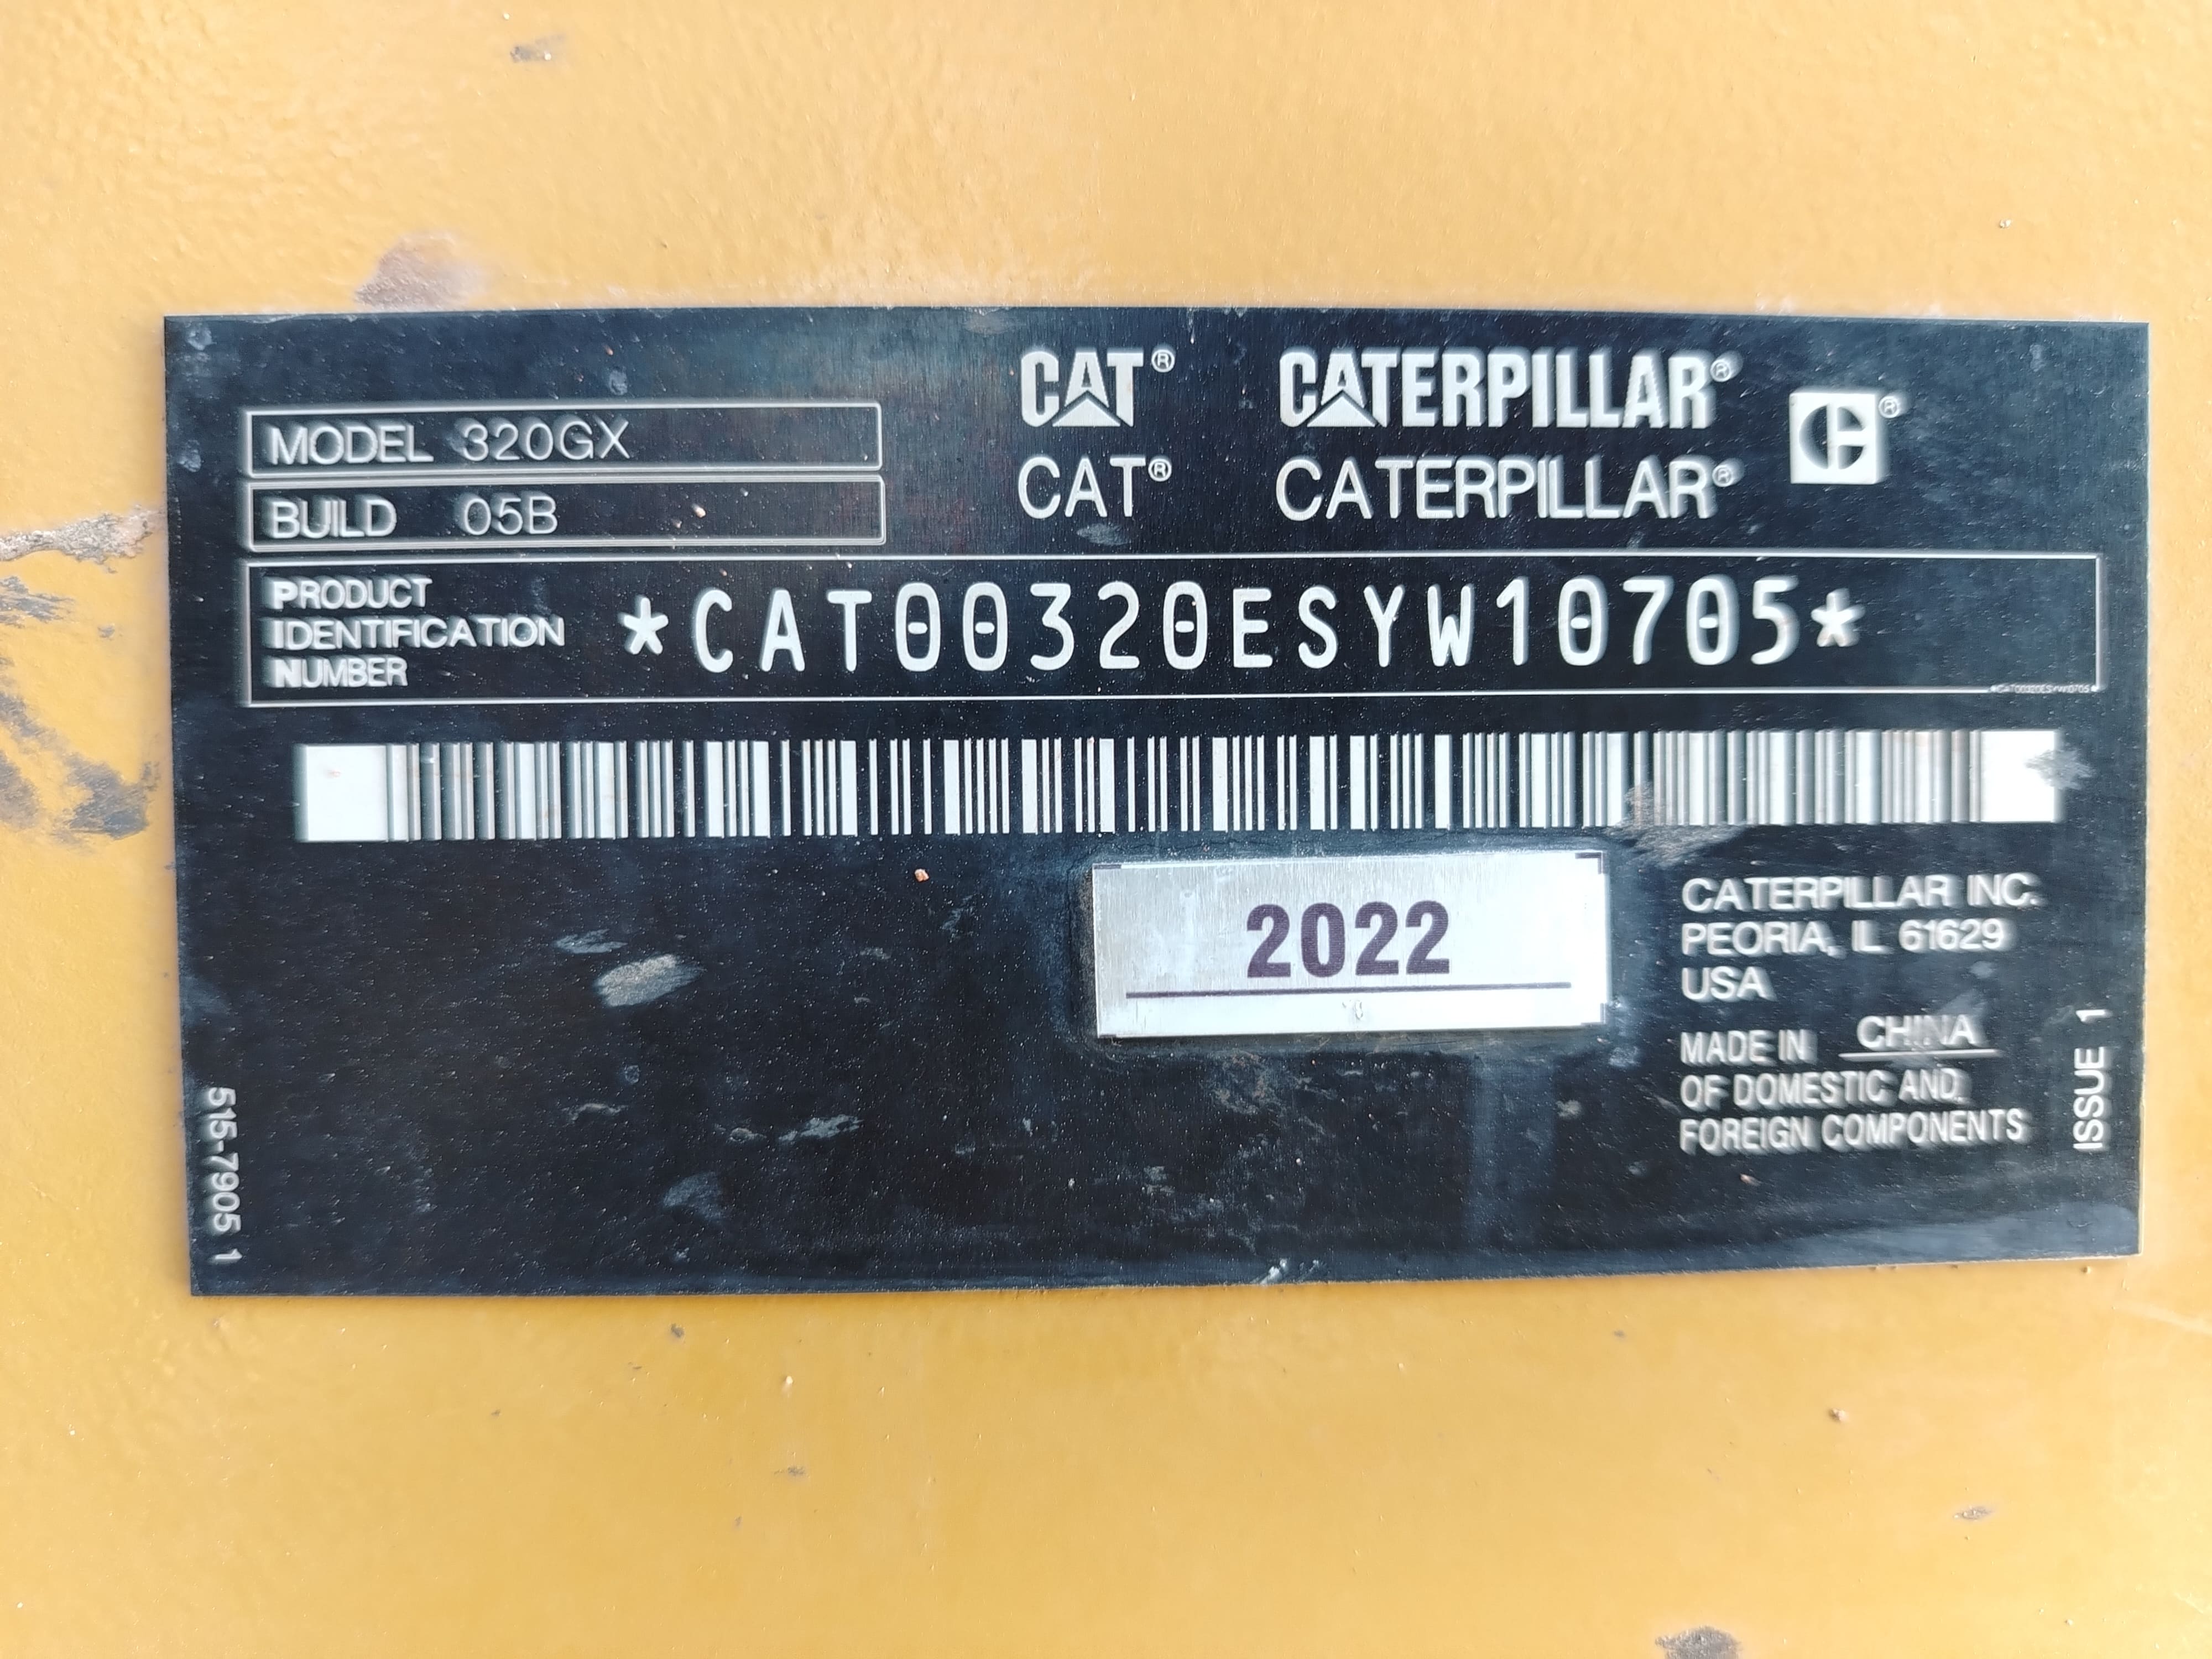 CAT® CATERPILLAR®
CAT® CATERPILLAR®
MODEL 320GX
BUILD 05B
PRODUCT
IDENTIFICATION
NUMBER
*CAT00320ESYW10705*
2022
CATERPILLAR INC.
PEORIA, IL 61629
USA
MADE IN CHINA
OF DOMESTIC AND
FOREIGN COMPONENTS
515-7905 1
ISSUE 1